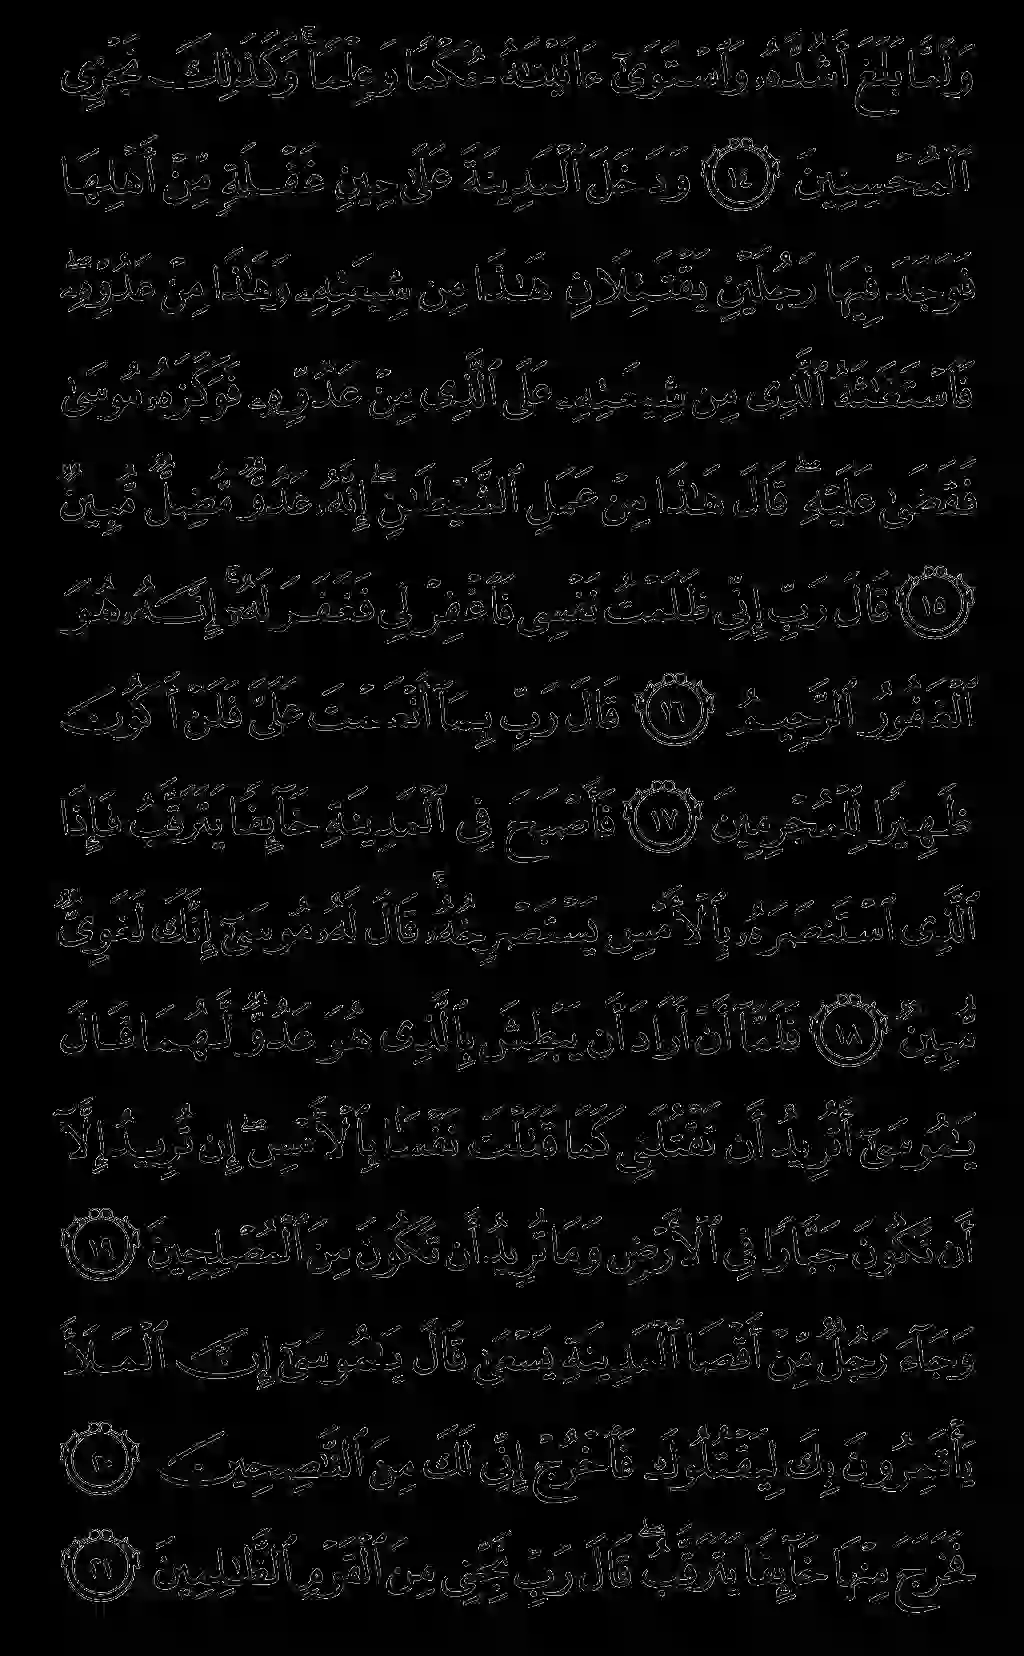 وَلَمَّا بَلَغَ أَشُدَّهُۥ وَٱسْتَوَىٰٓ ءَاتَيْنَٰهُ حُكْمًا وَعِلْمًا ۚ وَكَذَٰلِكَ نَجْزِى
ٱلْمُحْسِنِينَ ١٤ وَدَخَلَ ٱلْمَدِينَةَ عَلَىٰ حِينِ غَفْلَةٍ مِّنْ أَهْلِهَا
فَوَجَدَ فِيهَا رَجُلَيْنِ يَقْتَتِلَانِ هَٰذَا مِن شِيعَتِهِۦ وَهَٰذَا مِنْ عَدُوِّهِۦ ۖ
فَٱسْتَغَٰثَهُ ٱلَّذِى مِن شِيعَتِهِۦ عَلَى ٱلَّذِى مِنْ عَدُوِّهِۦ فَوَكَزَهُۥ مُوسَىٰ
فَقَضَىٰ عَلَيْهِ ۖ قَالَ هَٰذَا مِنْ عَمَلِ ٱلشَّيْطَٰنِ ۖ إِنَّهُۥ عَدُوٌّ مُّضِلٌّ مُّبِينٌ
١٥ قَالَ رَبِّ إِنِّى ظَلَمْتُ نَفْسِى فَٱغْفِرْ لِى فَغَفَرَ لَهُۥٓ ۚ إِنَّهُۥ هُوَ
ٱلْغَفُورُ ٱلرَّحِيمُ ١٦ قَالَ رَبِّ بِمَآ أَنْعَمْتَ عَلَىَّ فَلَنْ أَكُونَ
ظَهِيرًا لِّلْمُجْرِمِينَ ١٧ فَأَصْبَحَ فِى ٱلْمَدِينَةِ خَآئِفًا يَتَرَقَّبُ فَإِذَا
ٱلَّذِى ٱسْتَنصَرَهُۥ بِٱلْأَمْسِ يَسْتَصْرِخُهُۥ ۚ قَالَ لَهُۥ مُوسَىٰٓ إِنَّكَ لَغَوِىٌّ
مُّبِينٌ ١٨ فَلَمَّآ أَنْ أَرَادَ أَن يَبْطِشَ بِٱلَّذِى هُوَ عَدُوٌّ لَّهُمَا قَالَ
يَٰمُوسَىٰٓ أَتُرِيدُ أَن تَقْتُلَنِى كَمَا قَتَلْتَ نَفْسًۢا بِٱلْأَمْسِ ۖ إِن تُرِيدُ إِلَّآ
أَن تَكُونَ جَبَّارًا فِى ٱلْأَرْضِ وَمَا تُرِيدُ أَن تَكُونَ مِنَ ٱلْمُصْلِحِينَ ١٩
وَجَآءَ رَجُلٌ مِّنْ أَقْصَا ٱلْمَدِينَةِ يَسْعَىٰ قَالَ يَٰمُوسَىٰٓ إِنَّ ٱلْمَلَأَ
يَأْتَمِرُونَ بِكَ لِيَقْتُلُوكَ فَٱخْرُجْ إِنِّى لَكَ مِنَ ٱلنَّٰصِحِينَ ٢٠
فَخَرَجَ مِنْهَا خَآئِفًا يَتَرَقَّبُ ۖ قَالَ رَبِّ نَجِّنِى مِنَ ٱلْقَوْمِ ٱلظَّٰلِمِينَ ٢١